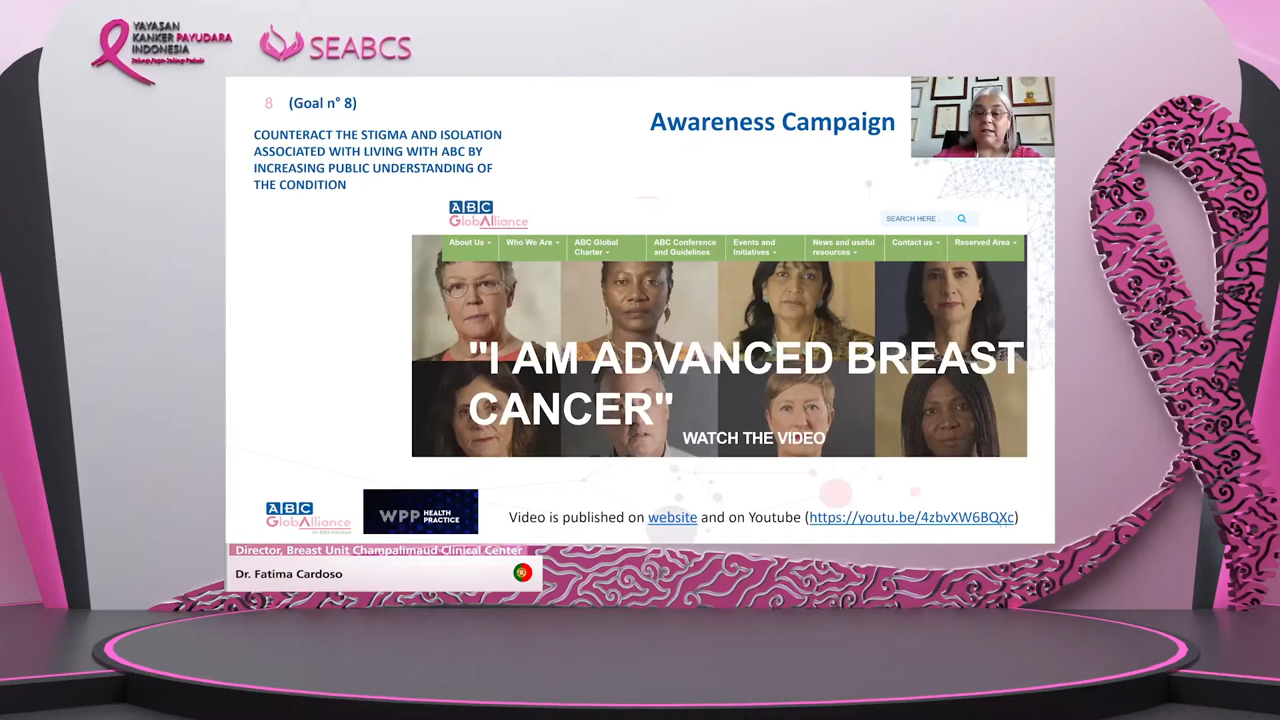 YAYASAN
KANKER PAYUDARA
INDONESIA
SEABCS
8 (Goal n° 8)
COUNTERACT THE STIGMA AND ISOLATION
ASSOCIATED WITH LIVING WITH ABC BY
INCREASING PUBLIC UNDERSTANDING OF
THE CONDITION
Awareness Campaign
ABC
GlobAlliance
SEARCH HERE .
About Us
Who We Are
ABC Global
Charter
ABC Conference
and Guidelines
Events and
Initiatives
News and useful
resources
Contact us
Reserved Area
"I AM ADVANCED BREAST
CANCER"
WATCH THE VIDEO
ABC
GlobAlliance
WPP HEALTH
PRACTICE
Video is published on website and on Youtube (https://youtu.be/4zbvXW6BQXc)
Director, Breast Unit Champalimaud Clinical Center
Dr. Fatima Cardoso